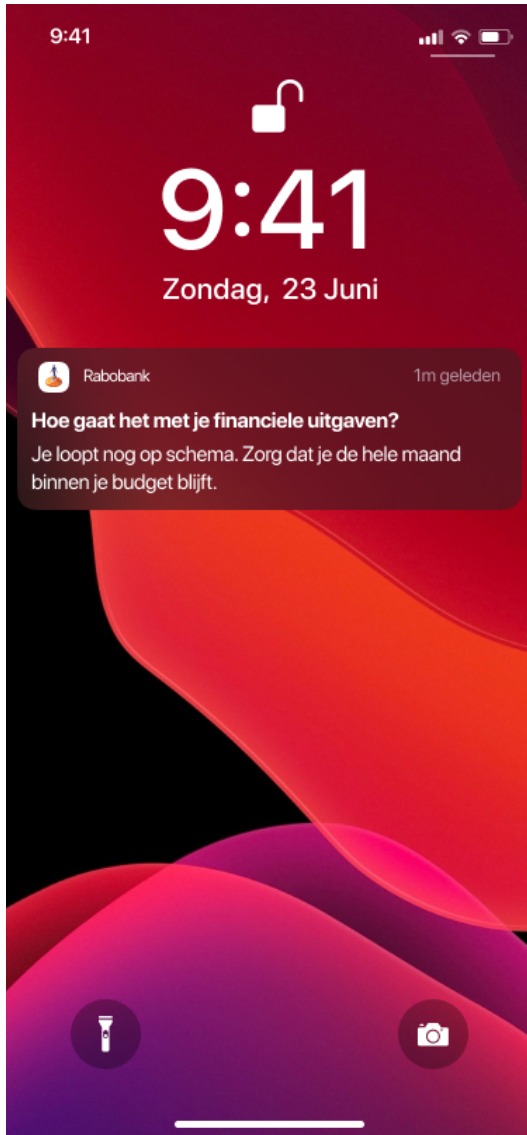 9:41
9:41
Zondag, 23 Juni
Rabobank 1m geleden
Hoe gaat het met je financiele uitgaven?
Je loopt nog op schema. Zorg dat je de hele maand
binnen je budget blijft.